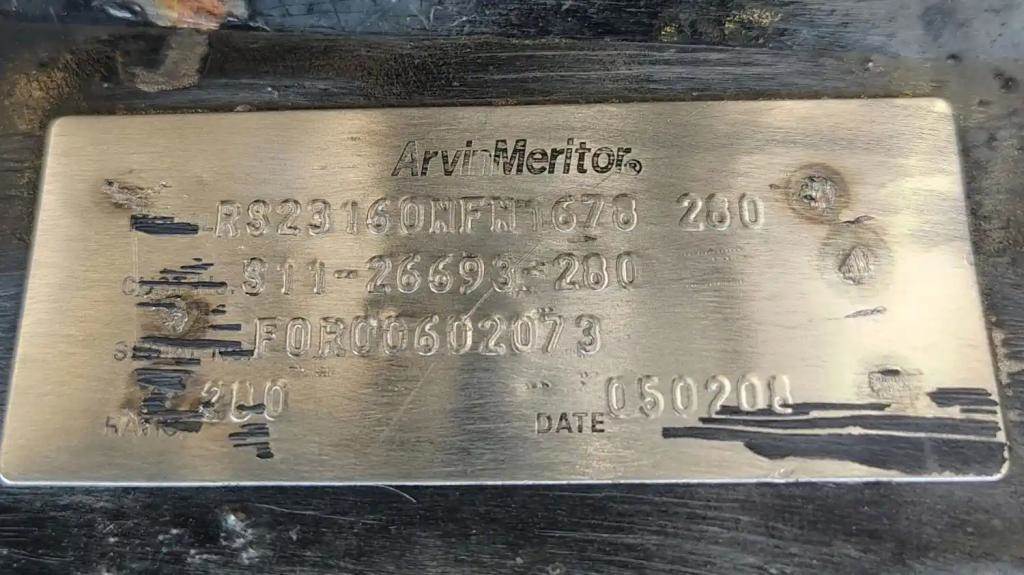 ArvinMeritor®
RS23160NFN1678 280
S11-26693-280
FOR00602073
280
DATE 050208